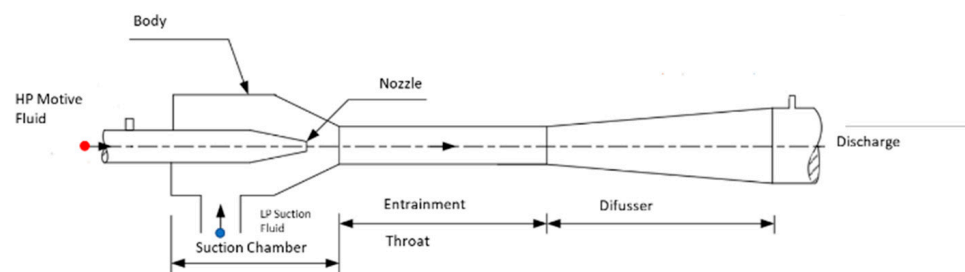 Body
Nozzle
HP Motive
Fluid
Discharge
LP Suction
Fluid
Suction Chamber
Entrainment
Throat
Difusser